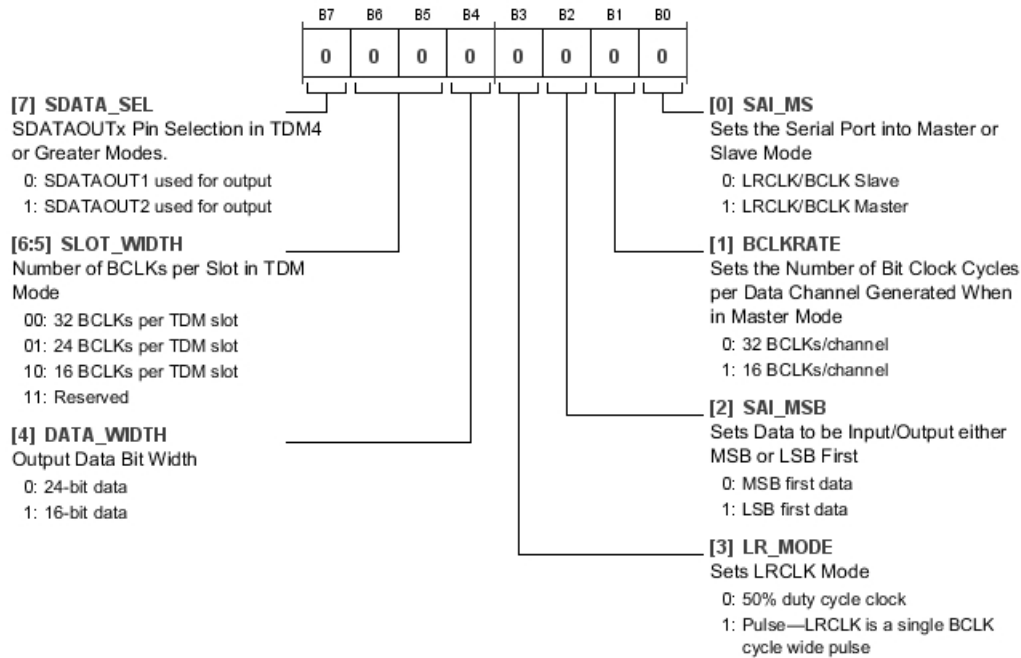 B7 B6 B5 B4 B3 B2 B1 B0
0 0 0 0 0 0 0 0
[7] SDATA_SEL
SDATAOUTx Pin Selection in TDM4
or Greater Modes.
0: SDATAOUT1 used for output
1: SDATAOUT2 used for output
[6:5] SLOT_WIDTH
Number of BCLKs per Slot in TDM
Mode
00: 32 BCLKs per TDM slot
01: 24 BCLKs per TDM slot
10: 16 BCLKs per TDM slot
11: Reserved
[4] DATA_WIDTH
Output Data Bit Width
0: 24-bit data
1: 16-bit data
[0] SAI_MS
Sets the Serial Port into Master or
Slave Mode
0: LRCLK/BCLK Slave
1: LRCLK/BCLK Master
[1] BCLKRATE
Sets the Number of Bit Clock Cycles
per Data Channel Generated When
in Master Mode
0: 32 BCLKs/channel
1: 16 BCLKs/channel
[2] SAI_MSB
Sets Data to be Input/Output either
MSB or LSB First
0: MSB first data
1: LSB first data
[3] LR_MODE
Sets LRCLK Mode
0: 50% duty cycle clock
1: Pulse—LRCLK is a single BCLK
cycle wide pulse